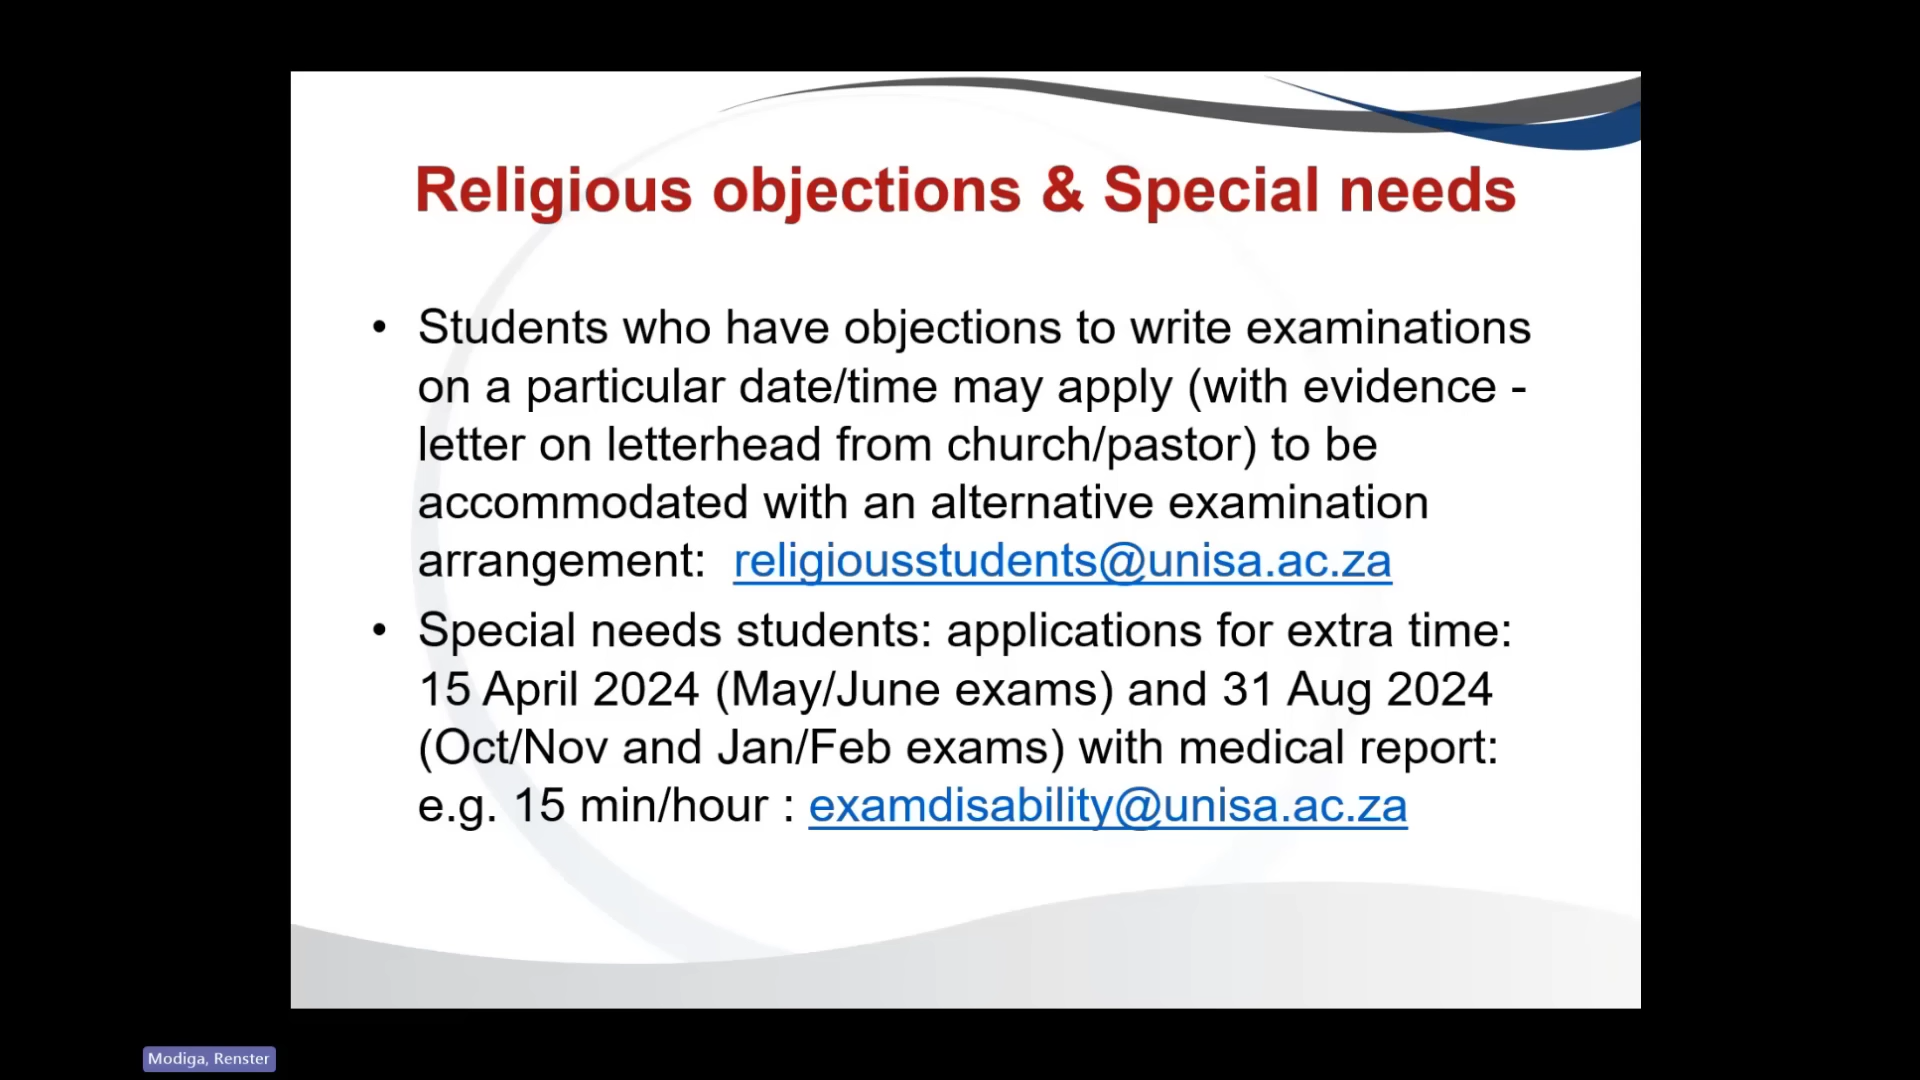 Religious objections & Special needs
• Students who have objections to write examinations
on a particular date/time may apply (with evidence -
letter on letterhead from church/pastor) to be
accommodated with an alternative examination
arrangement: religiousstudents@unisa.ac.za
• Special needs students: applications for extra time:
15 April 2024 (May/June exams) and 31 Aug 2024
(Oct/Nov and Jan/Feb exams) with medical report:
e.g. 15 min/hour : examdisability@unisa.ac.za
Modiga, Renster